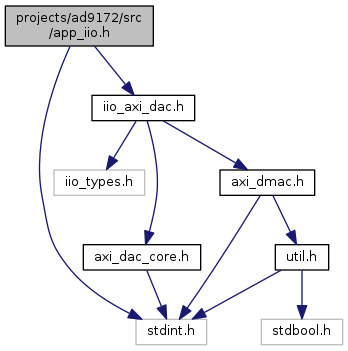 projects/ad9172/src
/app_iio.h
iio_axi_dac.h
iio_types.h
axi_dmac.h
axi_dac_core.h
util.h
stdint.h
stdbool.h